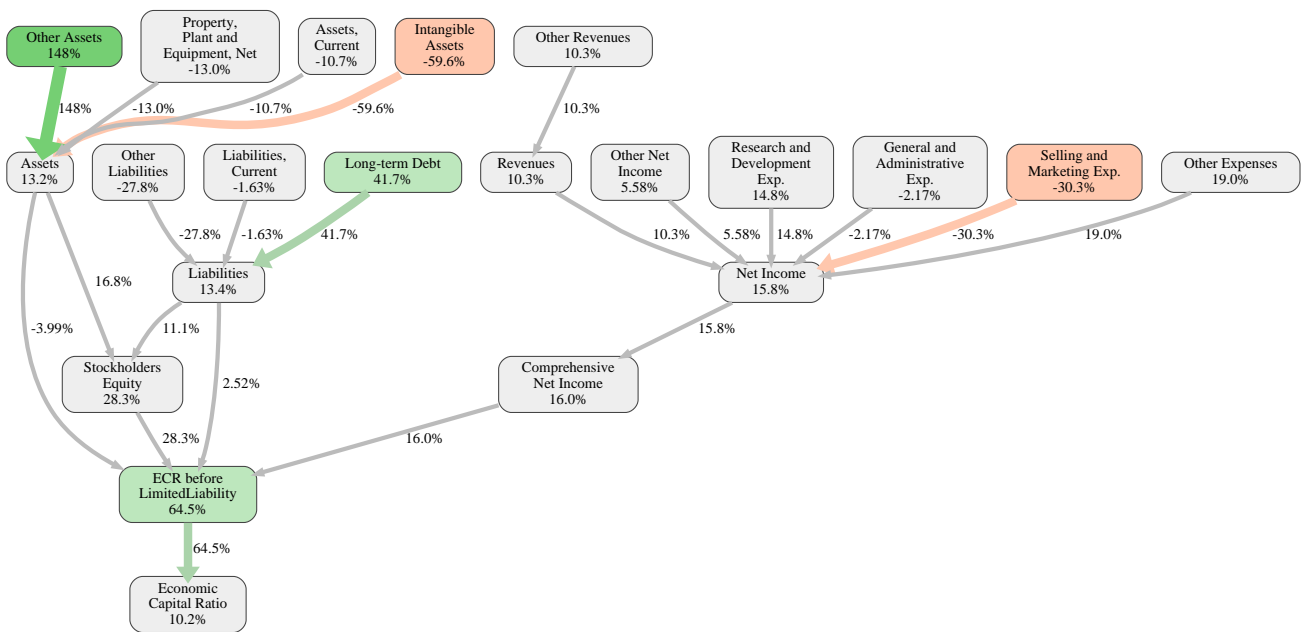 Other Assets
148%
Property,
Plant and
Equipment, Net
-13.0%
Assets,
Current
-10.7%
Intangible
Assets
-59.6%
Other Revenues
10.3%
148%
-13.0%
-10.7%
-59.6%
10.3%
Assets
13.2%
Other
Liabilities
-27.8%
Liabilities,
Current
-1.63%
Long-term Debt
41.7%
Revenues
10.3%
Other Net
Income
5.58%
Research and
Development
Exp.
14.8%
General and
Administrative
Exp.
-2.17%
Selling and
Marketing Exp.
-30.3%
Other Expenses
19.0%
-27.8%
-1.63%
41.7%
10.3%
5.58%
14.8%
-2.17%
-30.3%
19.0%
Liabilities
13.4%
Net Income
15.8%
-3.99%
16.8%
11.1%
2.52%
15.8%
Stockholders
Equity
28.3%
Comprehensive
Net Income
16.0%
28.3%
16.0%
ECR before
LimitedLiability
64.5%
64.5%
Economic
Capital Ratio
10.2%